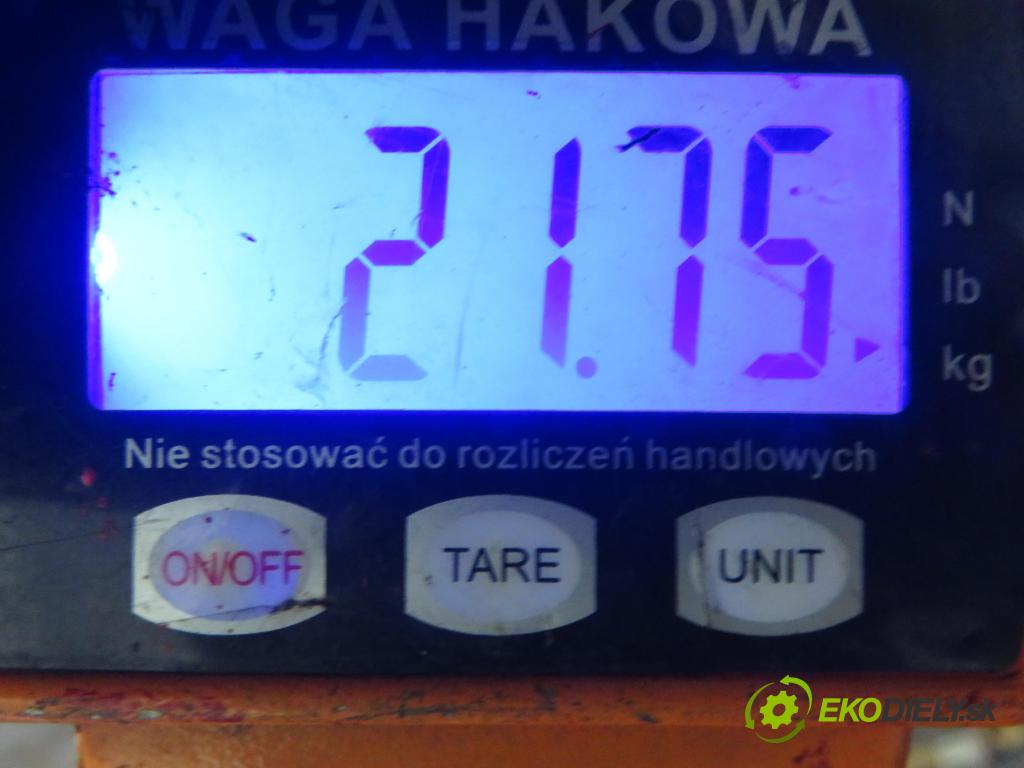 WAGA HAKOWA
21.75
N
lb
kg
Nie stosować do rozliczeń handlowych
ON/OFF TARE UNIT
EKODIELY.sk